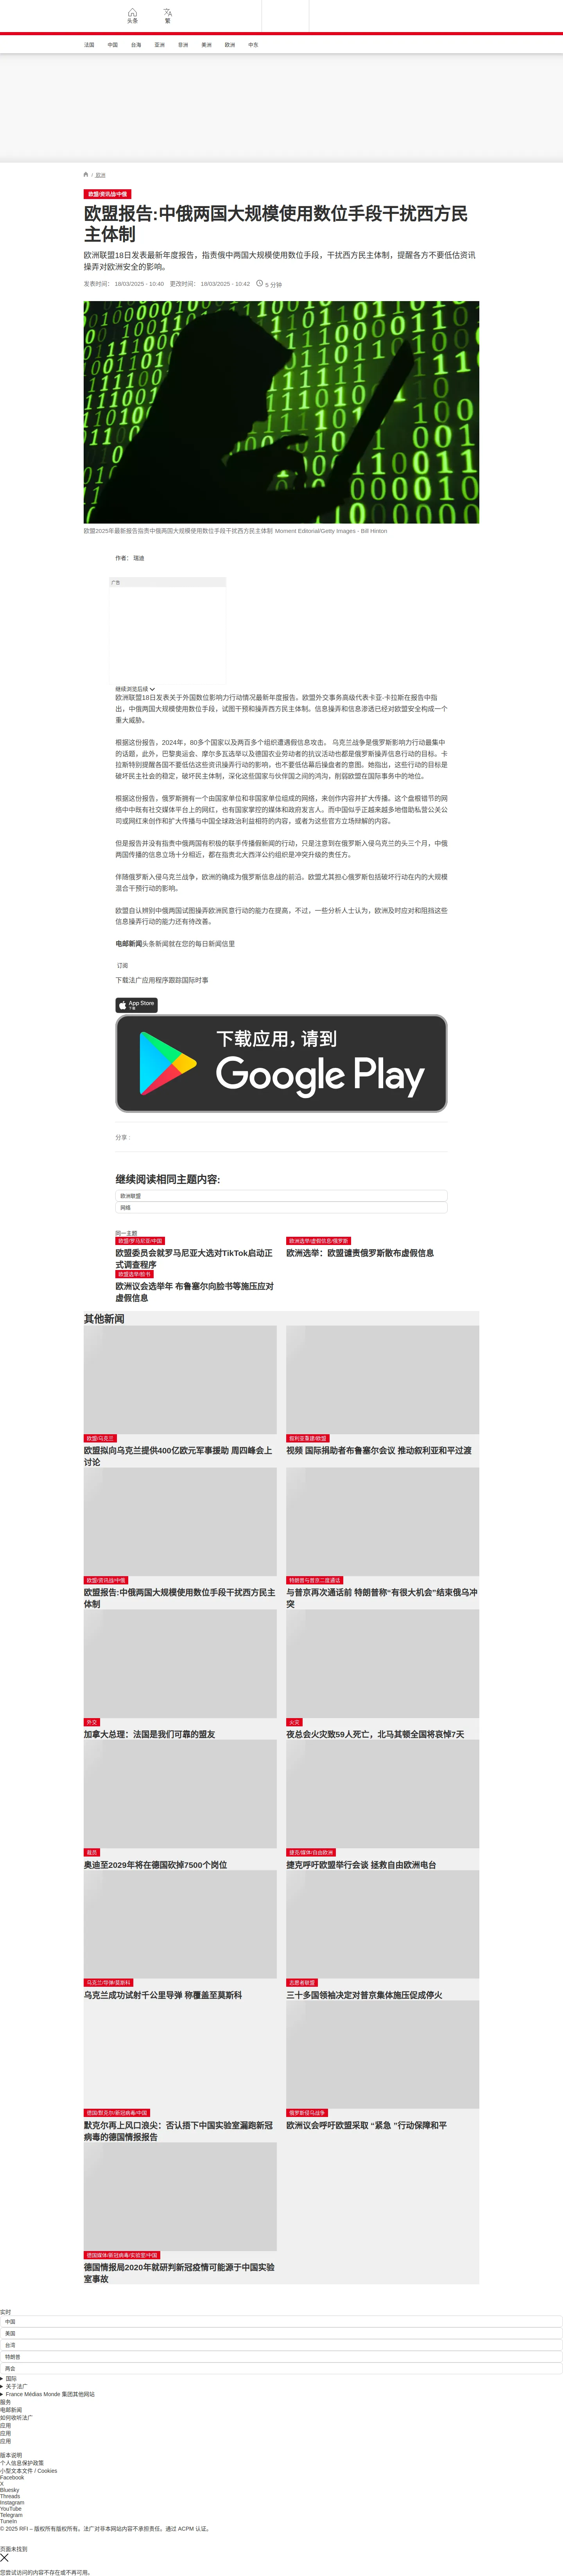 头条
繁
法国
中国
台海
亚洲
非洲
美洲
欧洲
中东
/ 欧洲
欧盟/资讯战/中俄
欧盟报告:中俄两国大规模使用数位手段干扰西方民
主体制
欧洲联盟18日发表最新年度报告，指责俄中两国大规模使用数位手段，干扰西方民主体制，提醒各方不要低估资讯
操弄对欧洲安全的影响。
发表时间： 18/03/2025 - 10:40 更改时间： 18/03/2025 - 10:42 5 分钟
欧盟2025年最新报告指责中俄两国大规模使用数位手段干扰西方民主体制 Moment Editorial/Getty Images - Bill Hinton
作者： 瑞迪
广告
继续浏览后续
欧洲联盟18日发表关于外国数位影响力行动情况最新年度报告。欧盟外交事务高级代表卡亚-卡拉斯在报告中指
出，中俄两国大规模使用数位手段，试图干预和操弄西方民主体制。信息操弄和信息渗透已经对欧盟安全构成一个
重大威胁。
根据这份报告，2024年，80多个国家以及两百多个组织遭遇假信息攻击。 乌克兰战争是俄罗斯影响力行动最集中
的话题，此外，巴黎奥运会、摩尔多瓦选举以及德国农业劳动者的抗议活动也都是俄罗斯操弄信息行动的目标。卡
拉斯特别提醒各国不要低估这些资讯操弄行动的影响，也不要低估幕后操盘者的意图。她指出，这些行动的目标是
破坏民主社会的稳定，破坏民主体制，深化这些国家与伙伴国之间的鸿沟，削弱欧盟在国际事务中的地位。
根据这份报告，俄罗斯拥有一个由国家单位和非国家单位组成的网络，来创作内容并扩大传播。这个盘根错节的网
络中中既有社交媒体平台上的网红，也有国家掌控的媒体和政府发言人。而中国似乎正越来越多地借助私营公关公
司或网红来创作和扩大传播与中国全球政治利益相符的内容，或者为这些官方立场辩解的内容。
但是报告并没有指责中俄两国有积极的联手传播假新闻的行动，只是注意到在俄罗斯入侵乌克兰的头三个月，中俄
两国传播的信息立场十分相近，都在指责北大西洋公约组织是冲突升级的责任方。
伴随俄罗斯入侵乌克兰战争，欧洲的确成为俄罗斯信息战的前沿。欧盟尤其担心俄罗斯包括破坏行动在内的大规模
混合干预行动的影响。
欧盟自认辨别中俄两国试图操弄欧洲民意行动的能力在提高，不过，一些分析人士认为，欧洲及时应对和阻挡这些
信息操弄行动的能力还有待改善。
电邮新闻头条新闻就在您的每日新闻信里
订阅
下载法广应用程序跟踪国际时事
App Store
下载
下载应用，请到
Google Play
分享 :
继续阅读相同主题内容:
欧洲联盟
网络
同一主题
欧盟/罗马尼亚/中国
欧盟委员会就罗马尼亚大选对TikTok启动正
式调查程序
欧洲选举/虚假信息/俄罗斯
欧洲选举：欧盟谴责俄罗斯散布虚假信息
欧盟选举/脸书
欧洲议会选举年 布鲁塞尔向脸书等施压应对
虚假信息
其他新闻
欧盟/乌克兰
欧盟拟向乌克兰提供400亿欧元军事援助 周四峰会上
讨论
叙利亚重建/欧盟
视频 国际捐助者布鲁塞尔会议 推动叙利亚和平过渡
欧盟/资讯战/中俄
欧盟报告:中俄两国大规模使用数位手段干扰西方民主
体制
特朗普与普京二度通话
与普京再次通话前 特朗普称“有很大机会”结束俄乌冲
突
外交
加拿大总理：法国是我们可靠的盟友
火灾
夜总会火灾致59人死亡，北马其顿全国将哀悼7天
裁员
奥迪至2029年将在德国砍掉7500个岗位
捷克/媒体/自由欧洲
捷克呼吁欧盟举行会谈 拯救自由欧洲电台
乌克兰/导弹/莫斯科
乌克兰成功试射千公里导弹 称覆盖至莫斯科
志愿者联盟
三十多国领袖决定对普京集体施压促成停火
德国/默克尔/新冠病毒/中国
默克尔再上风口浪尖：否认捂下中国实验室漏跑新冠
病毒的德国情报报告
俄罗斯侵乌战争
欧洲议会呼吁欧盟采取 “紧急 ”行动保障和平
德国媒体/新冠病毒/实验室/中国
德国情报局2020年就研判新冠疫情可能源于中国实验
室事故
实时
中国
美国
台湾
特朗普
两会
国际
关于法广
France Médias Monde 集团其他网站
服务
电邮新闻
如何收听法广
应用
应用
应用
版本说明
个人信息保护政策
小型文本文件 / Cookies
Facebook
X
Bluesky
Threads
Instagram
YouTube
Telegram
TuneIn
© 2025 RFI – 版权所有版权所有。法广对非本网站内容不承担责任。通过 ACPM 认证。
页面未找到
您尝试访问的内容不存在或不再可用。